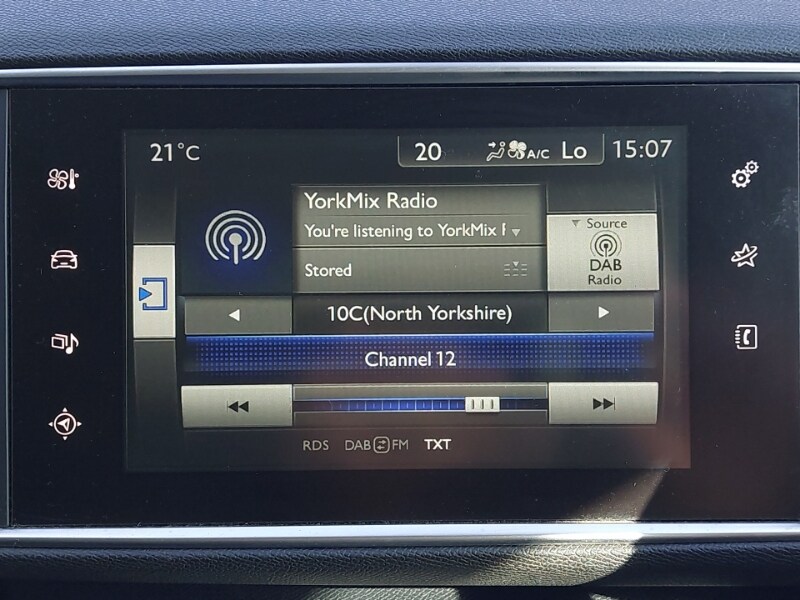 21°C
20 A/C Lo 15:07
YorkMix Radio
You're listening to YorkMix
Source
Stored
DAB
Radio
10C(North Yorkshire)
Channel 12
RDS DAB FM TXT